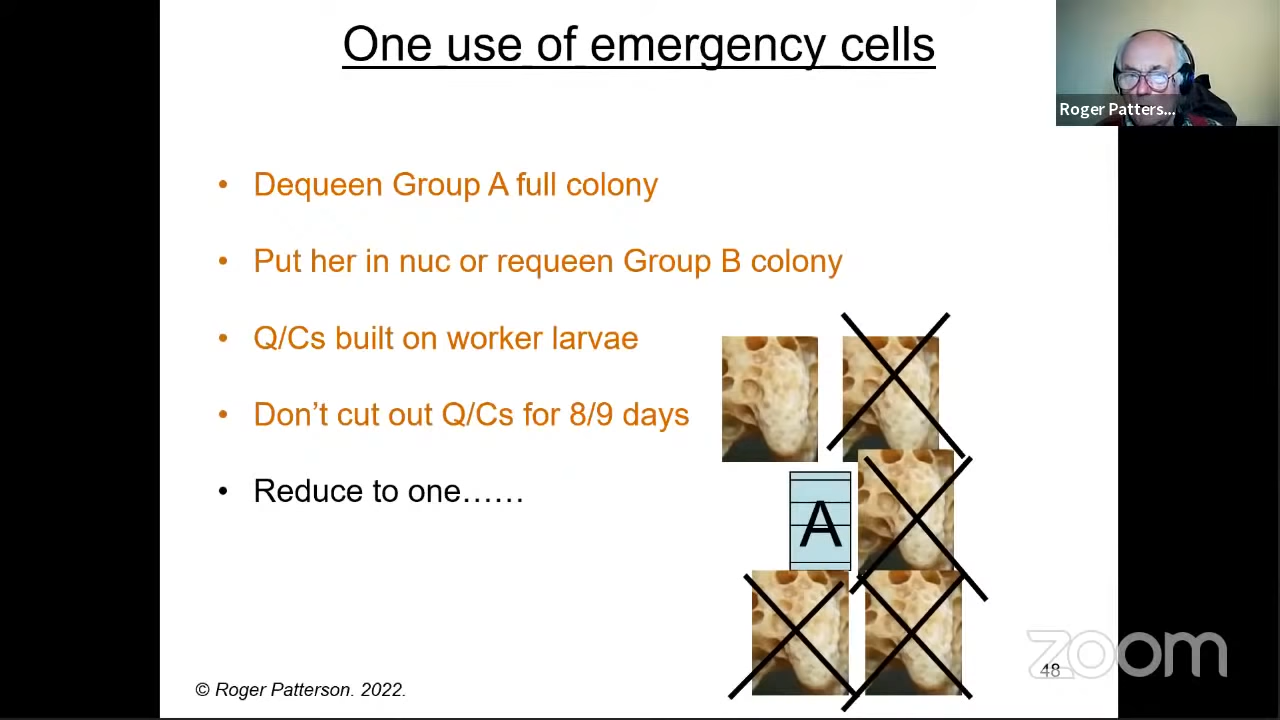 One use of emergency cells
Roger Patters...
• Dequeen Group A full colony
• Put her in nuc or requeen Group B colony
• Q/Cs built on worker larvae
• Don’t cut out Q/Cs for 8/9 days
• Reduce to one……
A
zoom
48
© Roger Patterson. 2022.